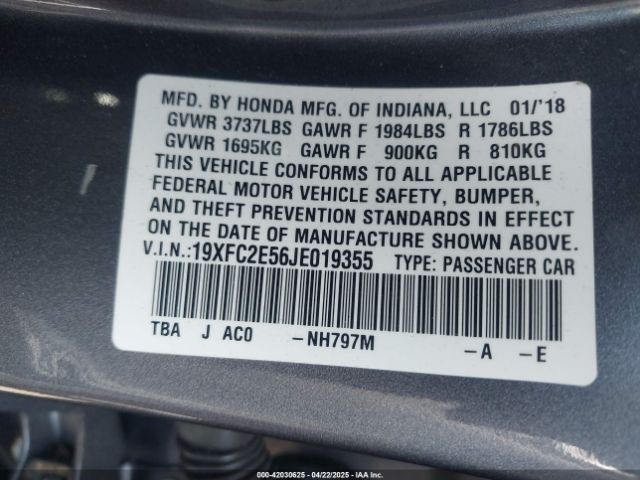 MFD. BY HONDA MFG. OF INDIANA, LLC 01/'18
GVWR 3737LBS GAWR F 1984LBS R 1786LBS
GVWR 1695KG GAWR F 900KG R 810KG
THIS VEHICLE CONFORMS TO ALL APPLICABLE
FEDERAL MOTOR VEHICLE SAFETY, BUMPER,
AND THEFT PREVENTION STANDARDS IN EFFECT
ON THE DATE OF MANUFACTURE SHOWN ABOVE.
V.I.N.:19XFC2E56JE019355 TYPE: PASSENGER CAR
TBA J AC0 -NH797M -A -E
000-42030625 - 04/22/2025 - IAA Inc.